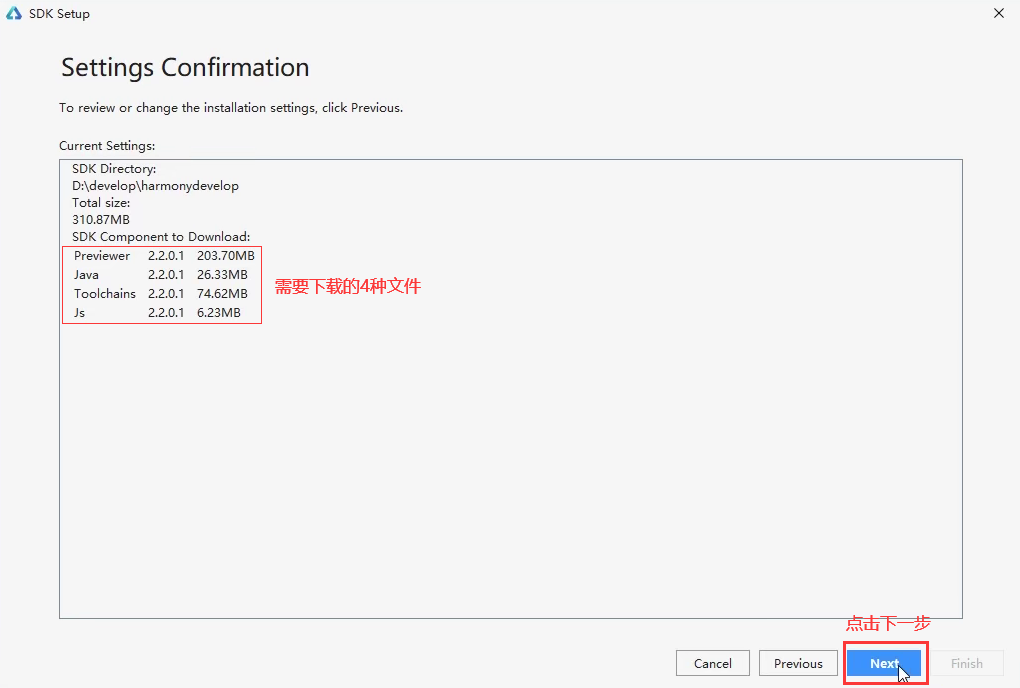 SDK Setup
Settings Confirmation
To review or change the installation settings, click Previous.
Current Settings:
SDK Directory:
D:\develop\harmonydevelop
Total size:
310.87MB
SDK Component to Download:
Previewer 2.2.0.1 203.70MB
Java 2.2.0.1 26.33MB
Toolchains 2.2.0.1 74.62MB
Js 2.2.0.1 6.23MB
需要下载的4种文件
点击下一步
Cancel Previous Next Finish